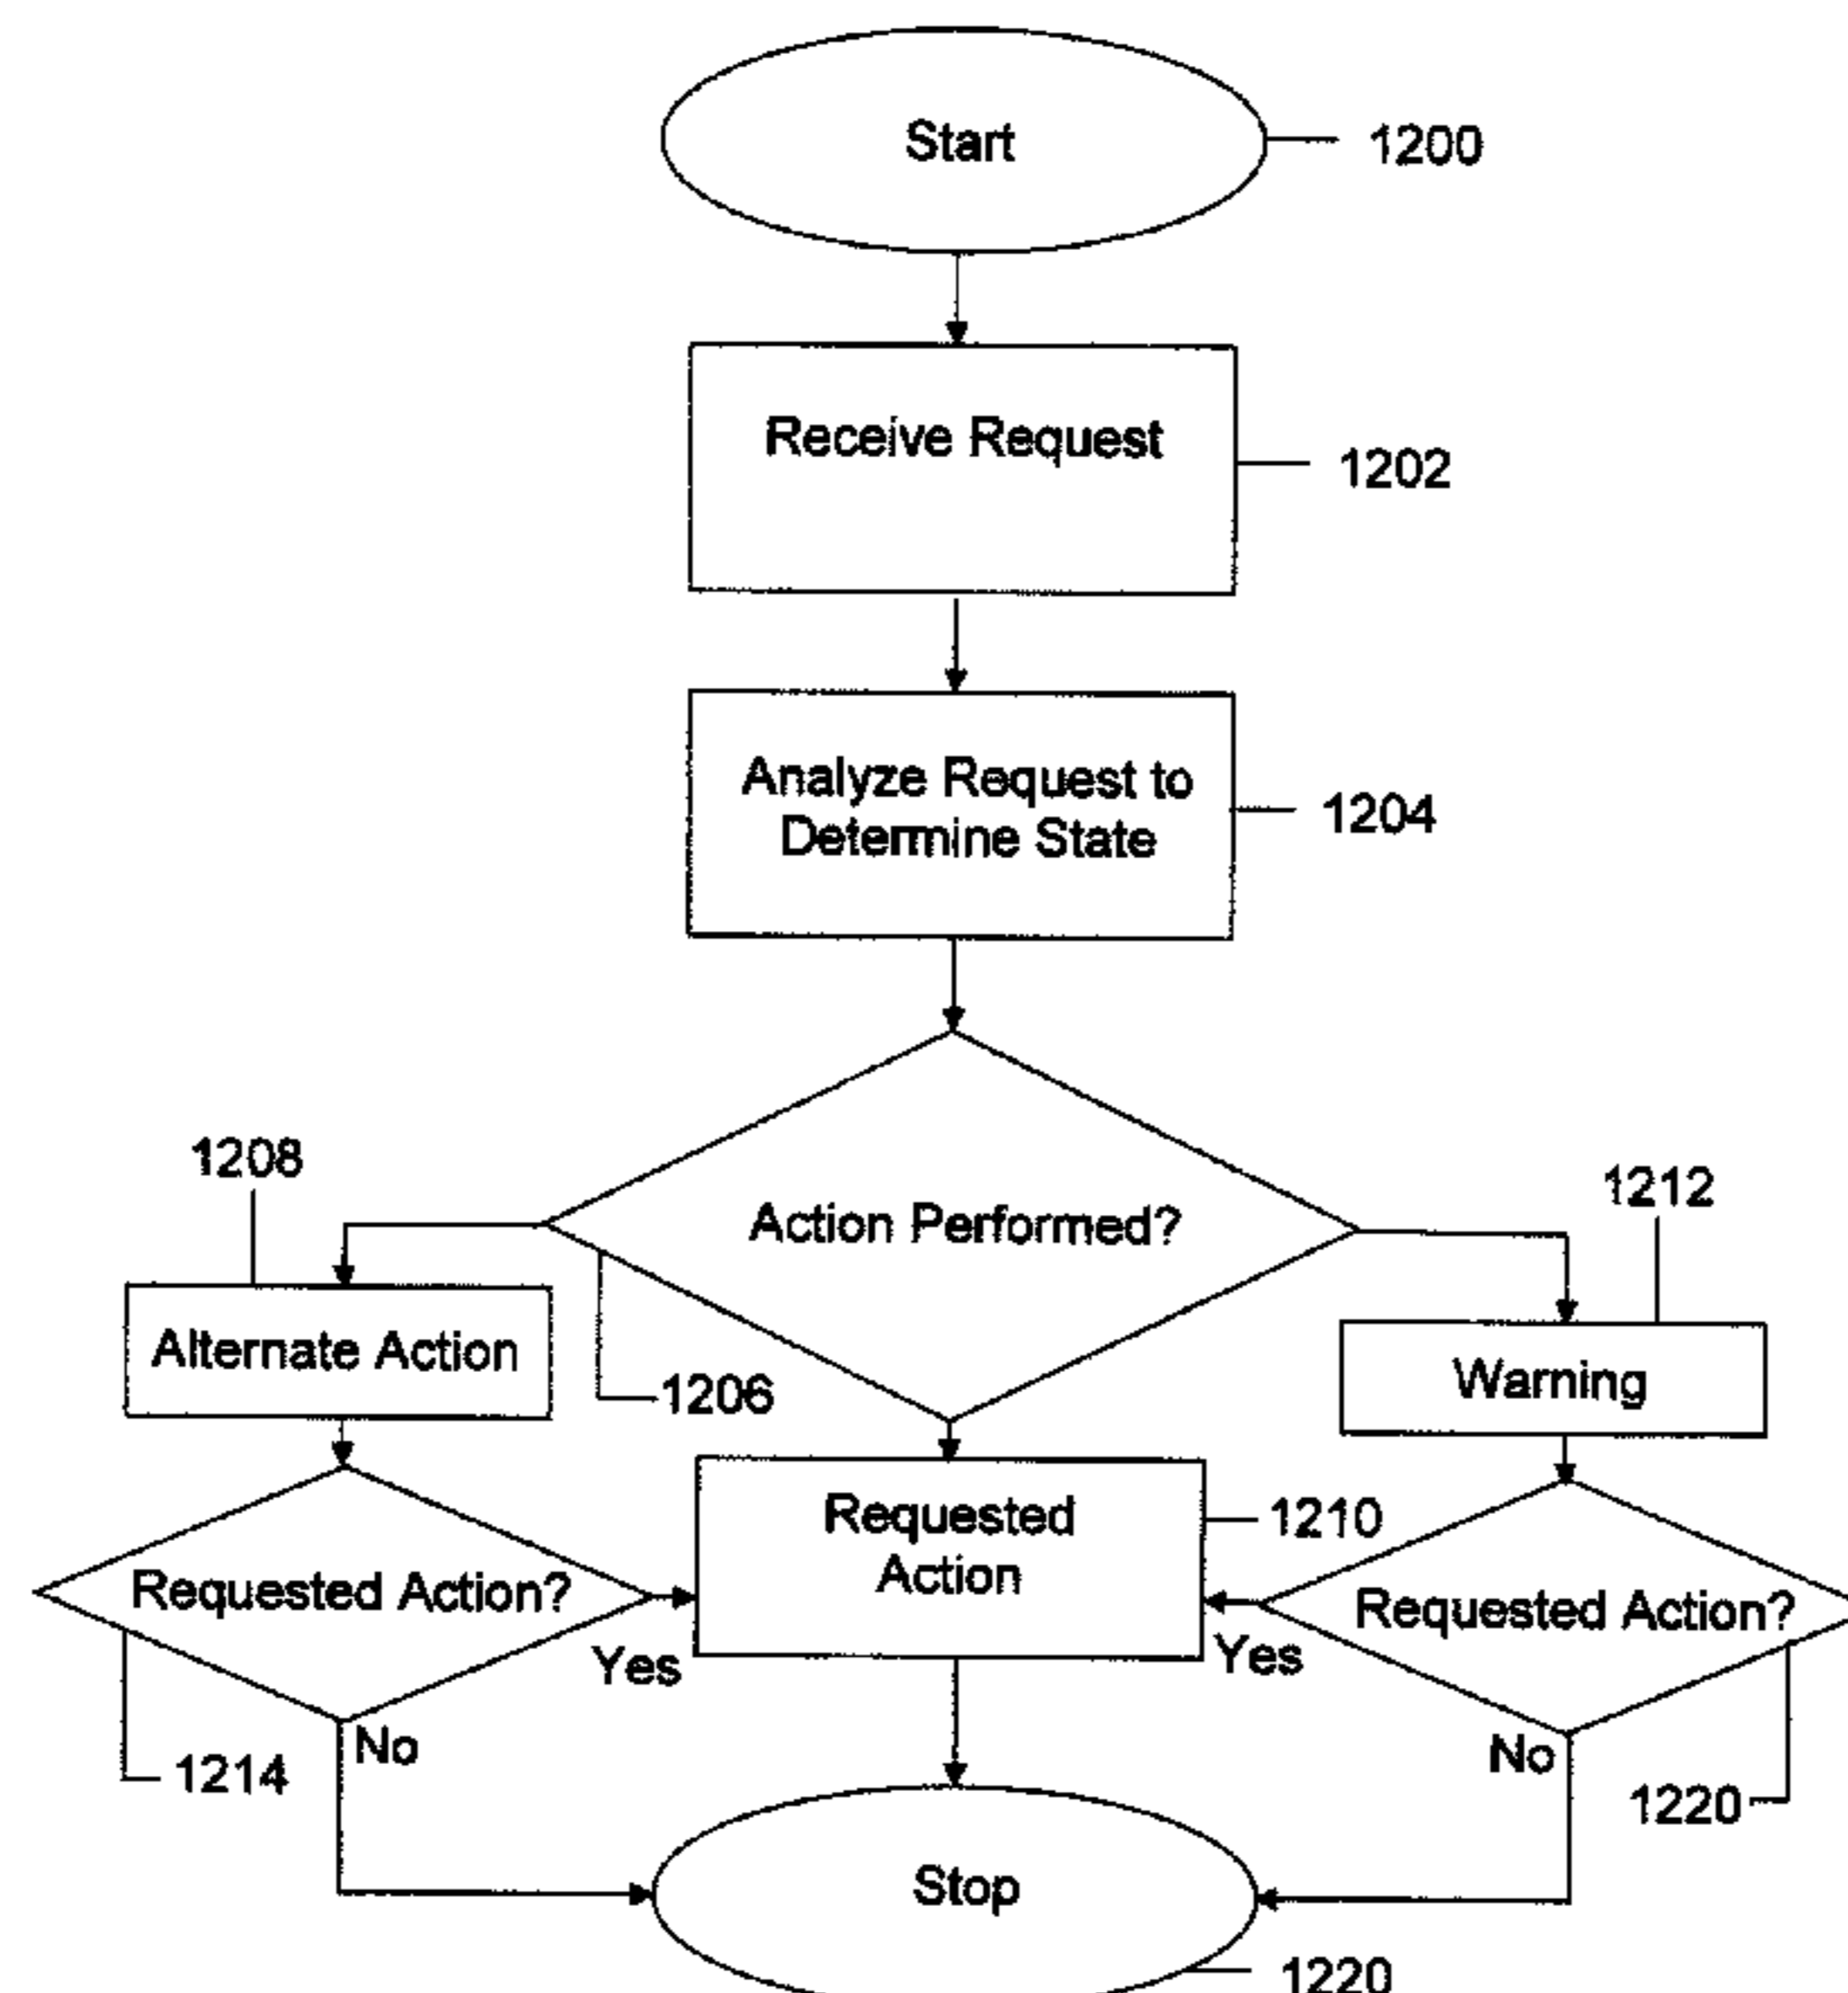 Start
1200
Receive Request
1202
Analyze Request to
Determine State
1204
1208
Action Performed?
1212
Alternate Action
1206
Warning
Requested
Action
1210
Requested Action?
Yes
Requested Action?
Yes
No
1214
No
1220
Stop
1220